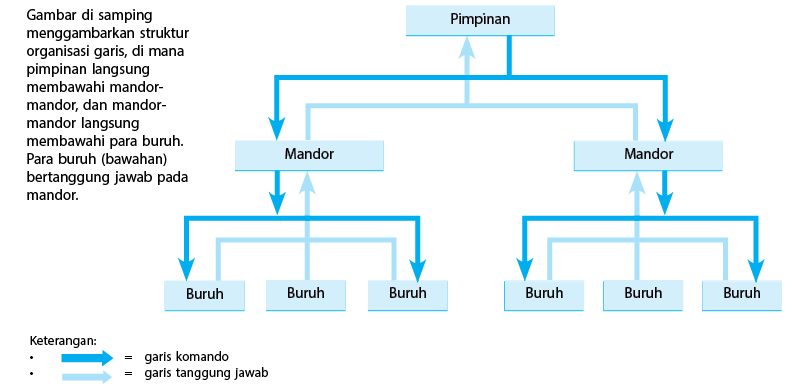 Gambar di samping
menggambarkan struktur
organisasi garis, di mana
pimpinan langsung
membawahi mandor-
mandor, dan mandor-
mandor langsung
membawahi para buruh.
Para buruh (bawahan)
bertanggung jawab pada
mandor.
Pimpinan
Mandor
Mandor
Buruh
Buruh
Buruh
Buruh
Buruh
Buruh
Keterangan:
• = garis komando
• = garis tanggung jawab